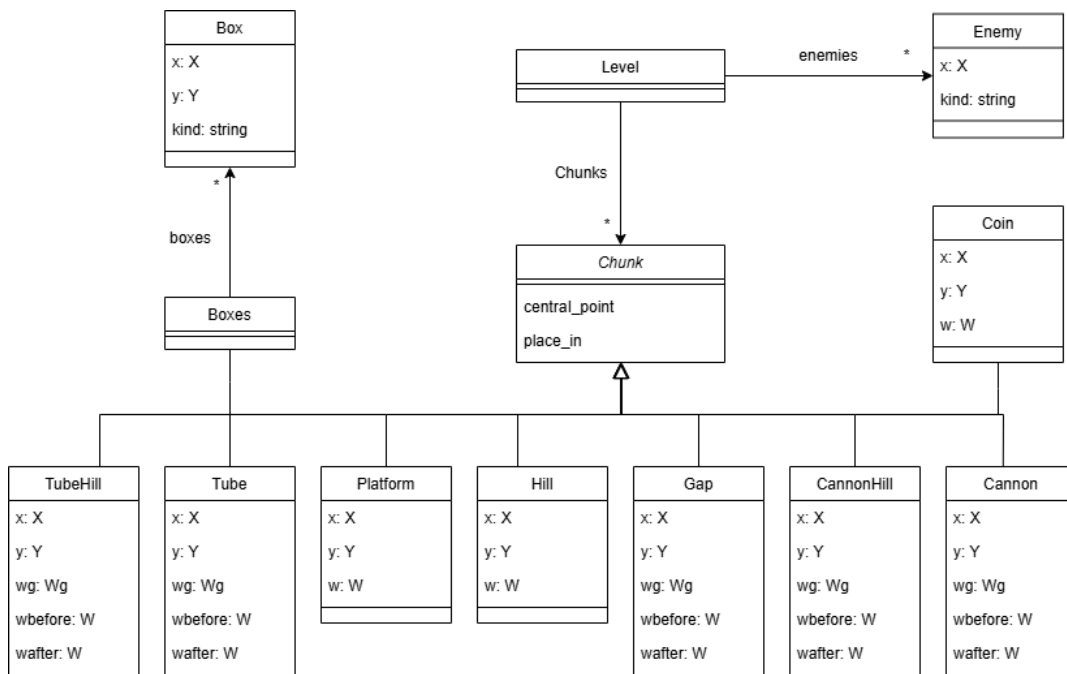 Box
x: X
y: Y
kind: string
Level
enemies
*
Enemy
x: X
kind: string
*
boxes
Chunks
*
Boxes
Chunk
central_point
place_in
Coin
x: X
y: Y
w: W
TubeHill
x: X
y: Y
wg: Wg
wbefore: W
wafter: W
Tube
x: X
y: Y
wg: Wg
wbefore: W
wafter: W
Platform
x: X
y: Y
w: W
Hill
x: X
y: Y
w: W
Gap
x: X
y: Y
wg: Wg
wbefore: W
wafter: W
CannonHill
x: X
y: Y
wg: Wg
wbefore: W
wafter: W
Cannon
x: X
y: Y
wg: Wg
wbefore: W
wafter: W